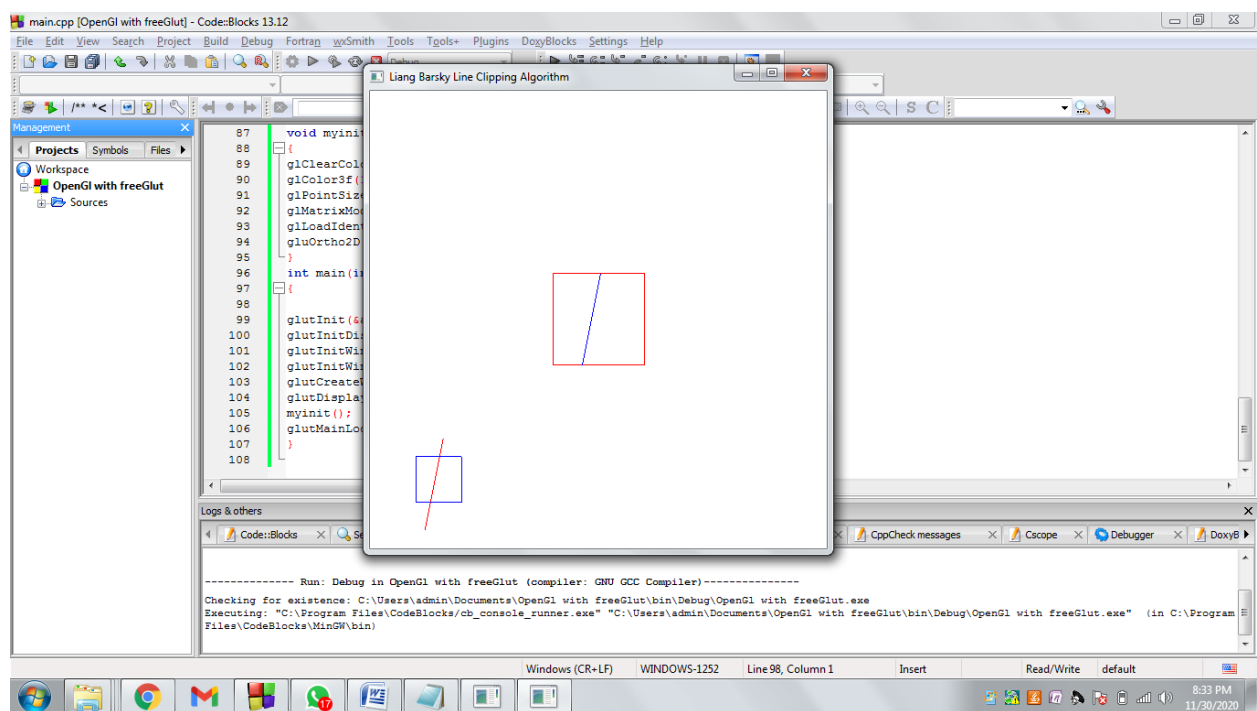 main.cpp [OpenGl with freeGlut] - Code::Blocks 13.12
File Edit View Search Project Build Debug Fortran wxSmith Tools Tools+ Plugins DoxyBlocks Settings Help
Liang Barsky Line Clipping Algorithm
/** *<
S C
Management
Projects Symbols Files
Workspace
OpenGl with freeGlut
Sources
87 void myinit
88 {
89 glClearColo
90 glColor3f(
91 glPointSiz
92 glMatrixMo
93 glLoadIden
94 gluOrtho2D
95 }
96 int main(i
97 {
98
99 glutInit(&
100 glutInitDi
101 glutInitWi
102 glutInitWi
103 glutCreate
104 glutDispla
105 myinit();
106 glutMainLo
107 }
108
Logs & others
Code::Blocks Se CppCheck messages Cscope Debugger DoxyB
-------------- Run: Debug in OpenGl with freeGlut (compiler: GNU GCC Compiler)---------------
Checking for existence: C:\Users\admin\Documents\OpenGl with freeGlut\bin\Debug\OpenGl with freeGlut.exe
Executing: "C:\Program Files\CodeBlocks/cb_console_runner.exe" "C:\Users\admin\Documents\OpenGl with freeGlut\bin\Debug\OpenGl with freeGlut.exe" (in C:\Program
Files\CodeBlocks\MinGW\bin)
Windows (CR+LF) WINDOWS-1252 Line 98, Column 1 Insert Read/Write default
17
8:33 PM
11/30/2020